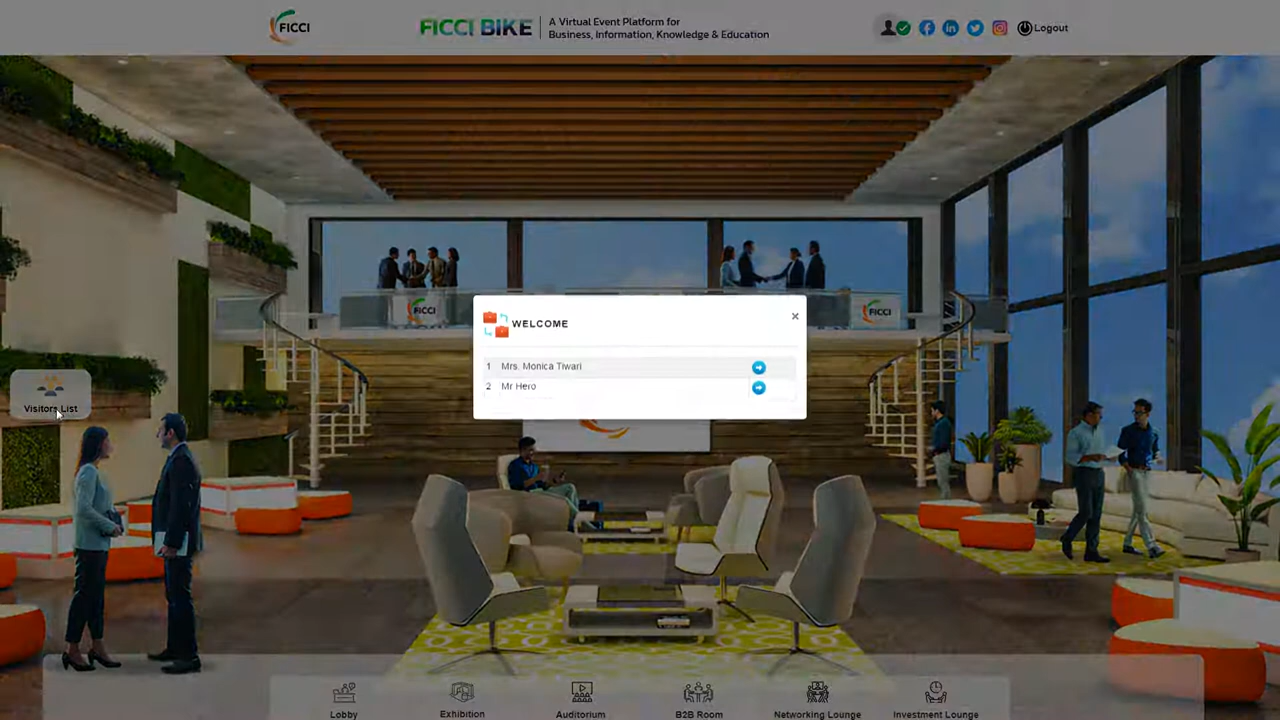 FICCI
FICCI BIKE
A Virtual Event Platform for
Business, Information, Knowledge & Education
Logout
FICCI
FICCI
WELCOME
1 Mrs. Monica Tiwari
2 Mr Hero
Visitors List
Lobby
Exhibition
Auditorium
B2B Room
Networking Lounge
Investment Lounge